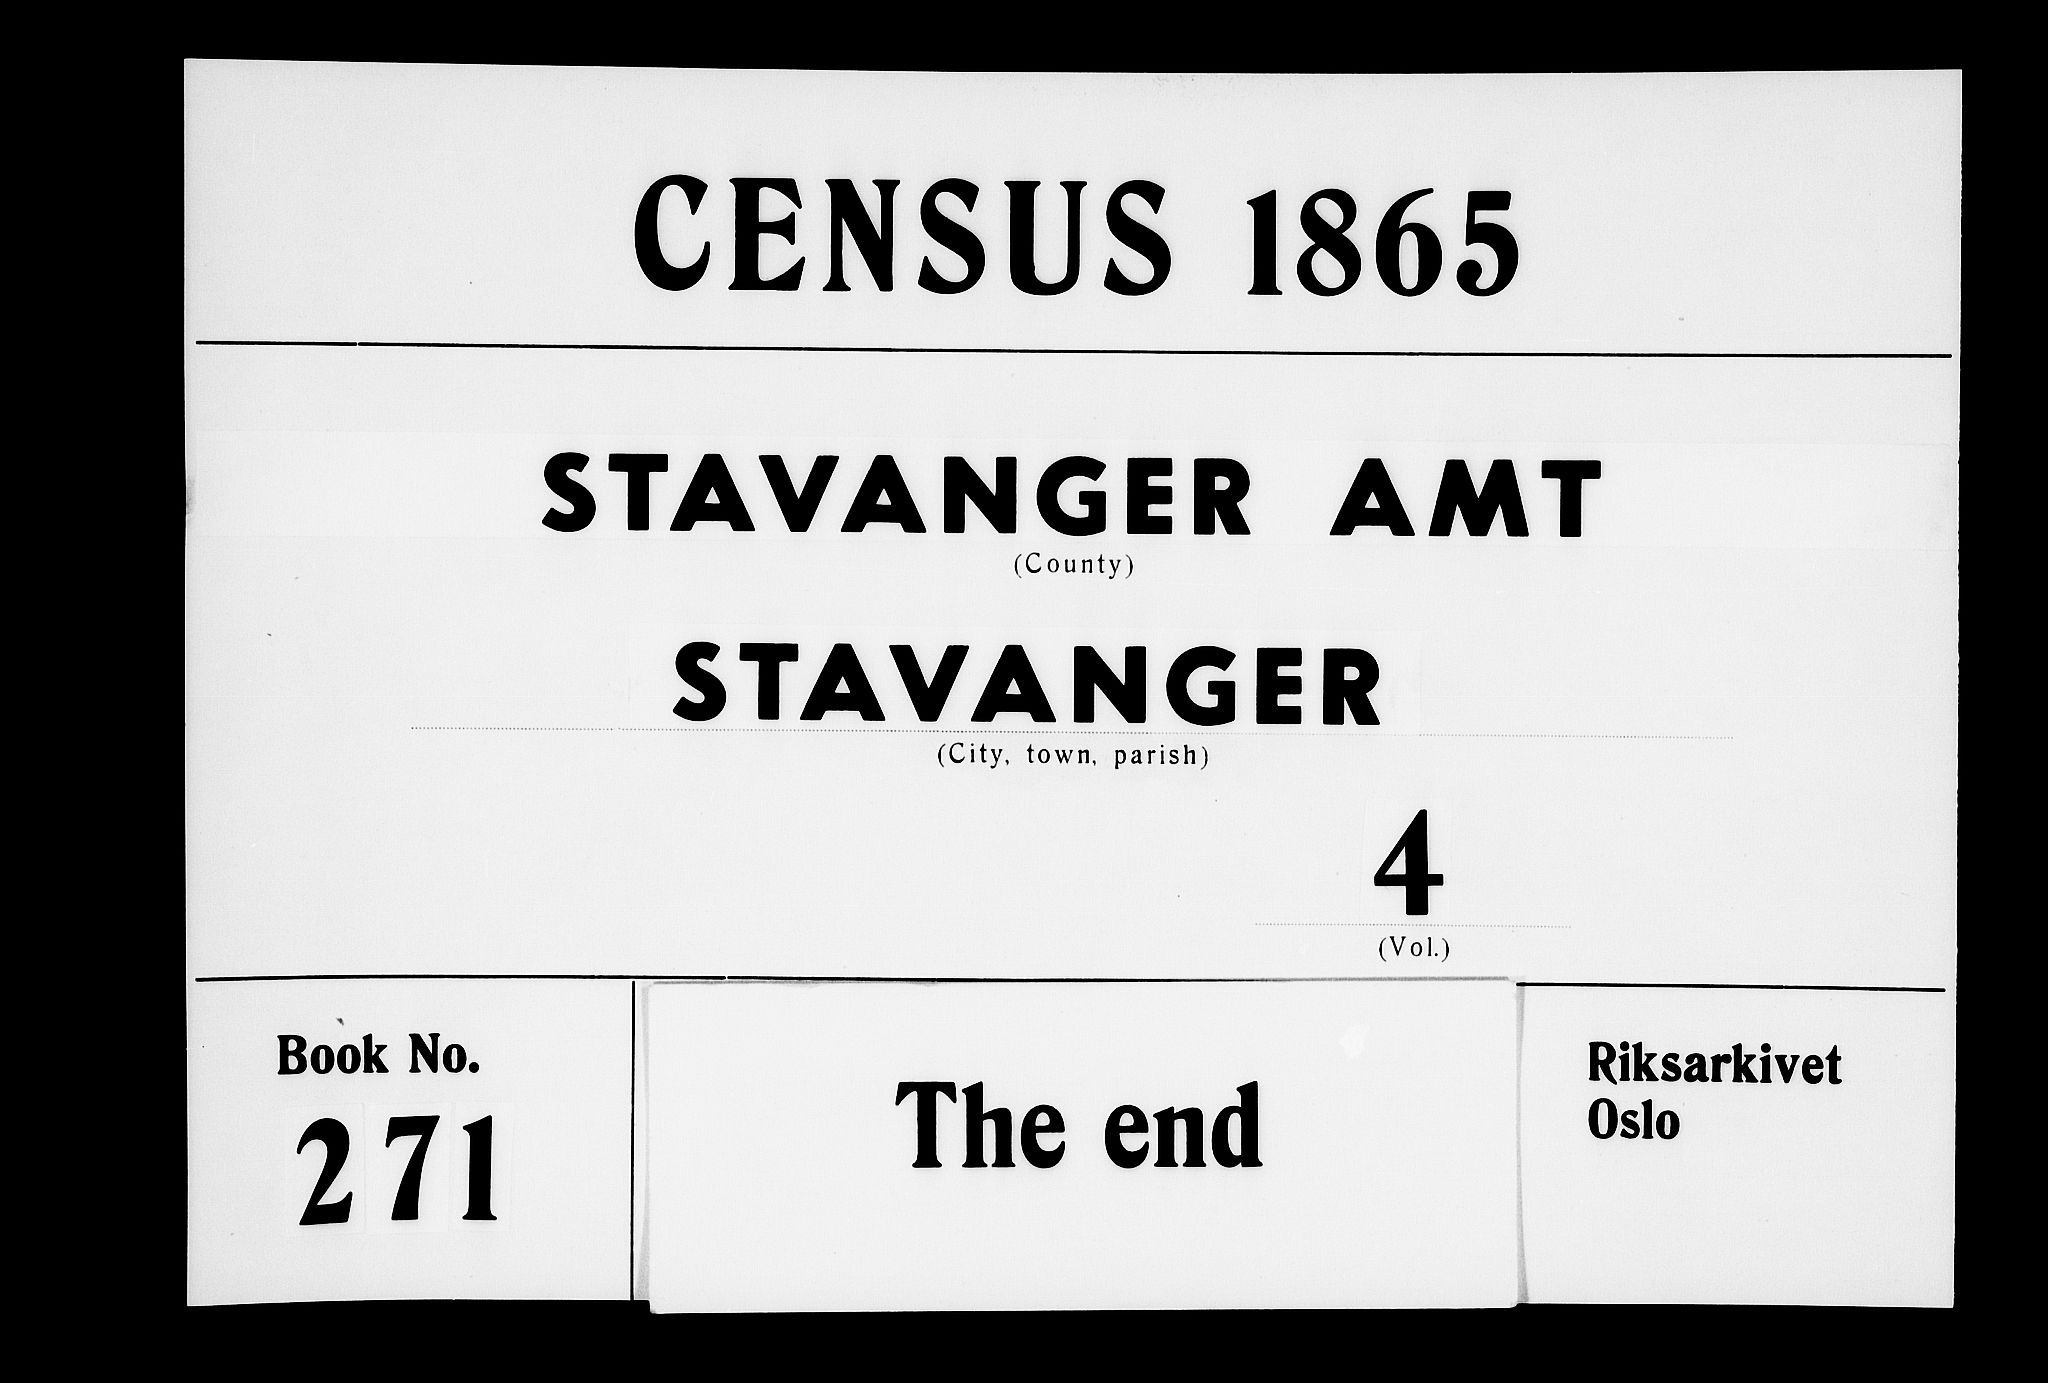 CENSUS 1865
STAVANGER AMT
(County)
STAVANGER
(City, town, parish)
4
(Vol.)
Book No.
271
The end
Riksarkivet
Oslo